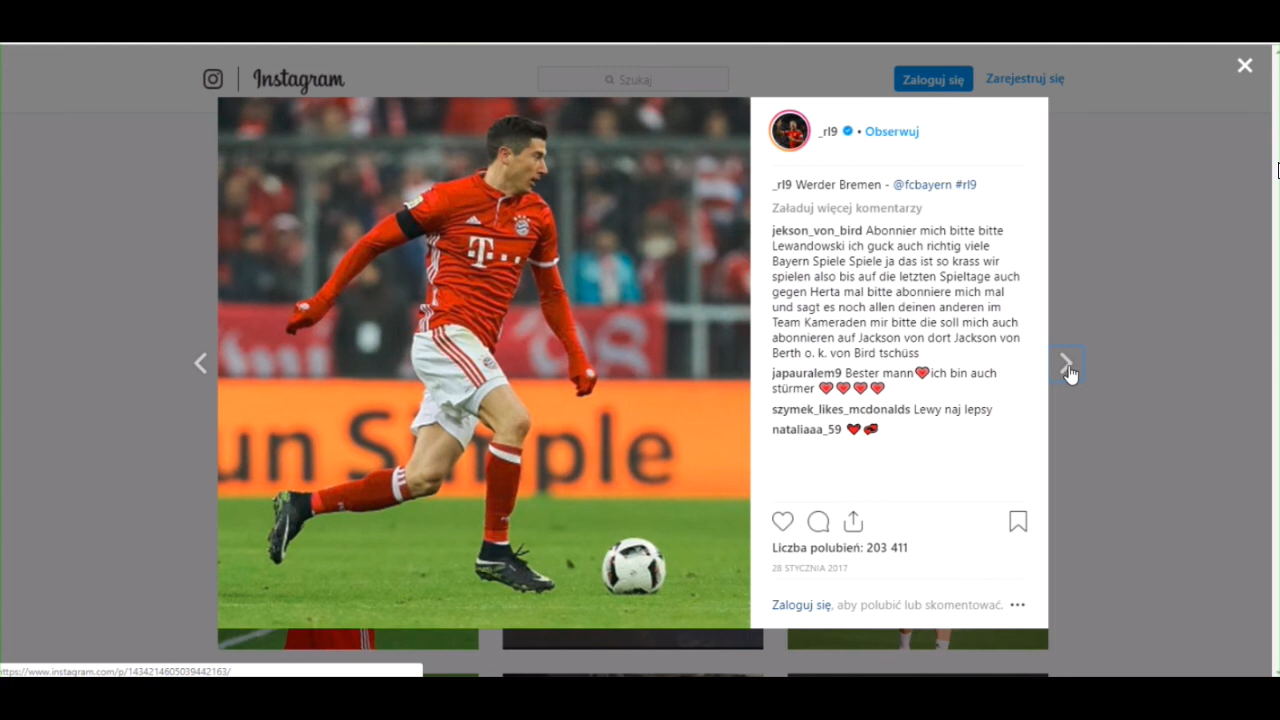 Instagram
Szukaj
Zaloguj się
Zarejestruj się
_rl9 • Obserwuj
_rl9 Werder Bremen - @fcbayern #rl9
Załaduj więcej komentarzy
jekson_von_bird Abonnier mich bitte bitte
Lewandowski ich guck auch richtig viele
Bayern Spiele Spiele ja das ist so krass wir
spielen also bis auf die letzten Spieltage auch
gegen Herta mal bitte abonniere mich mal
und sagt es noch allen deinen anderen im
Team Kameraden mir bitte die soll mich auch
abonnieren auf Jackson von dort Jackson von
Berth o. k. von Bird tschüss
japauralem9 Bester mann❤ich bin auch
stürmer ❤❤❤❤
szymek_likes_mcdonalds Lewy naj lepsy
nataliaaa_59 ❤
T
un Simple
Liczba polubień: 203 411
28 STYCZNIA 2017
Zaloguj się, aby polubić lub skomentować.
https://www.instagram.com/p/1434214605039442163/